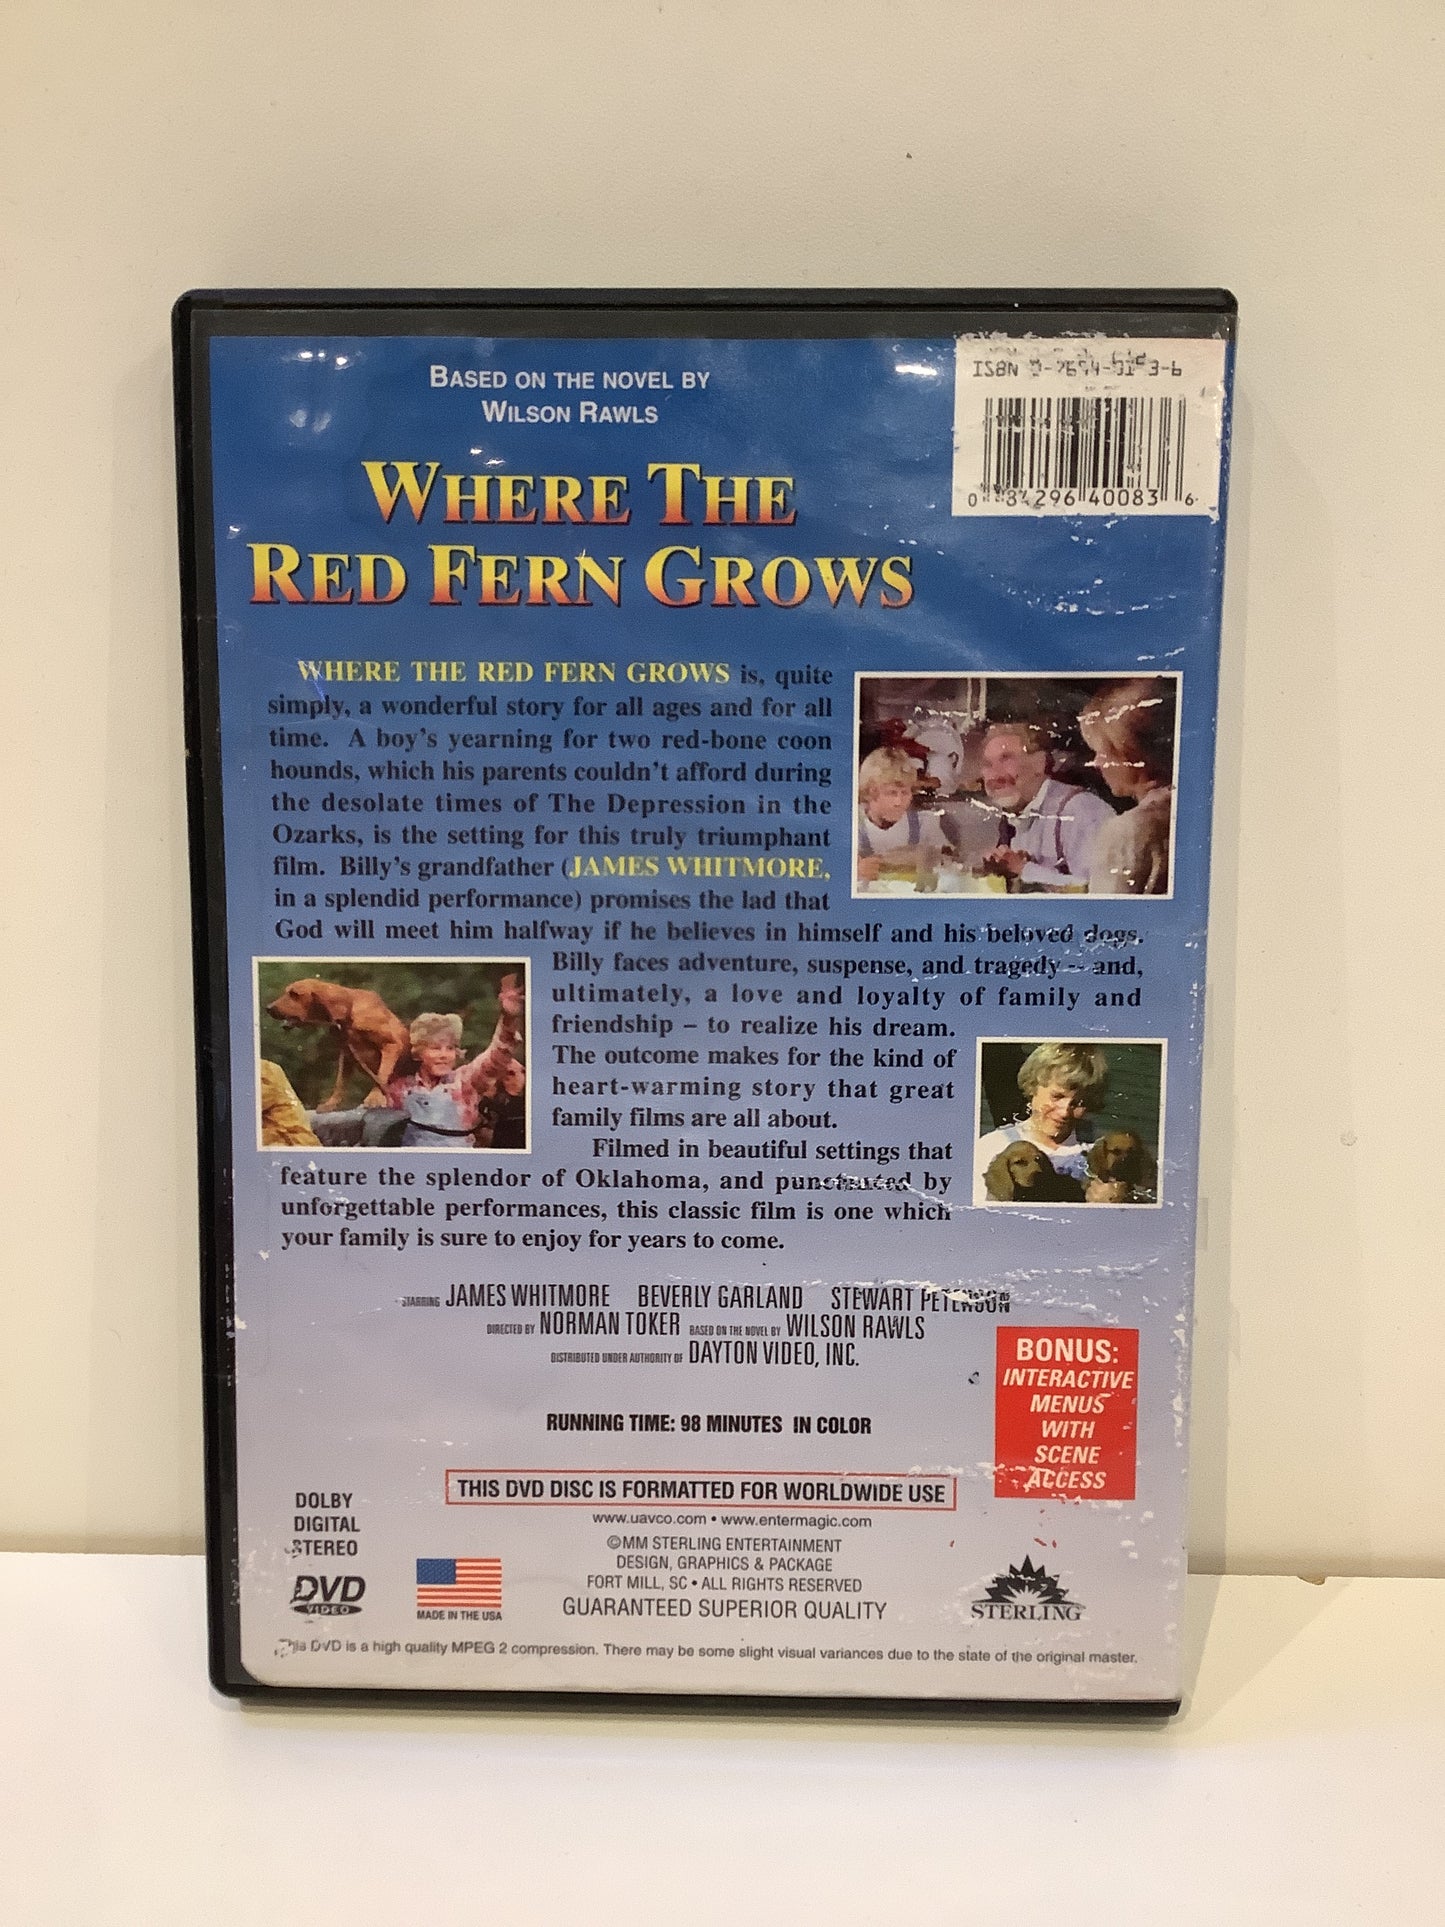 BASED ON THE NOVEL BY
WILSON RAWLS
ISBN
WHERE THE
RED FERN GROWS
WHERE THE RED FERN GROWS is, quite
simply, a wonderful story for all ages and for all
time. A boy's yearning for two red-bone coon
hounds, which his parents couldn't afford during
the desolate times of The Depression in the
Ozarks, is the setting for this truly triumphant
film. Billy's grandfather (JAMES WHITMORE,
in a splendid performance) promises the lad that
God will meet him halfway if he believes in himself and his beloved dogs.
Billy faces adventure, suspense, and tragedy – and,
ultimately, a love and loyalty of family and
friendship – to realize his dream.
The outcome makes for the kind of
heart-warming story that great
family films are all about.
Filmed in beautiful settings that
feature the splendor of Oklahoma, and punctuated by
unforgettable performances, this classic film is one which
your family is sure to enjoy for years to come.
STARRING JAMES WHITMORE BEVERLY GARLAND STEWART PETERSON
DIRECTED BY NORMAN TOKER BASED ON THE NOVEL BY WILSON RAWLS
DISTRIBUTED UNDER AUTHORITY OF DAYTON VIDEO, INC.
BONUS:
INTERACTIVE
MENUS
WITH
SCENE
ACCESS
RUNNING TIME: 98 MINUTES IN COLOR
THIS DVD DISC IS FORMATTED FOR WORLDWIDE USE
www.uavco.com • www.entermagic.com
DOLBY
DIGITAL
STEREO
DVD
VIDEO
MADE IN THE USA
©MM STERLING ENTERTAINMENT
DESIGN, GRAPHICS & PACKAGE
FORT MILL, SC • ALL RIGHTS RESERVED
GUARANTEED SUPERIOR QUALITY
STERLING
This DVD is a high quality MPEG 2 compression. There may be some slight visual variances due to the state of the original master.